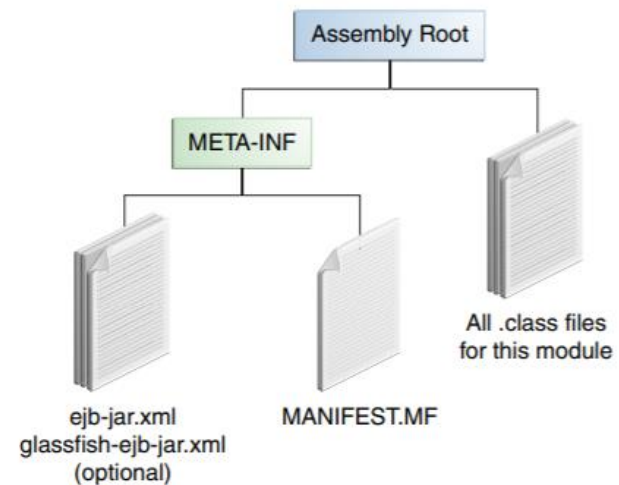 Assembly Root
META-INF
All .class files
for this module
ejb-jar.xml
glassfish-ejb-jar.xml
(optional)
MANIFEST.MF